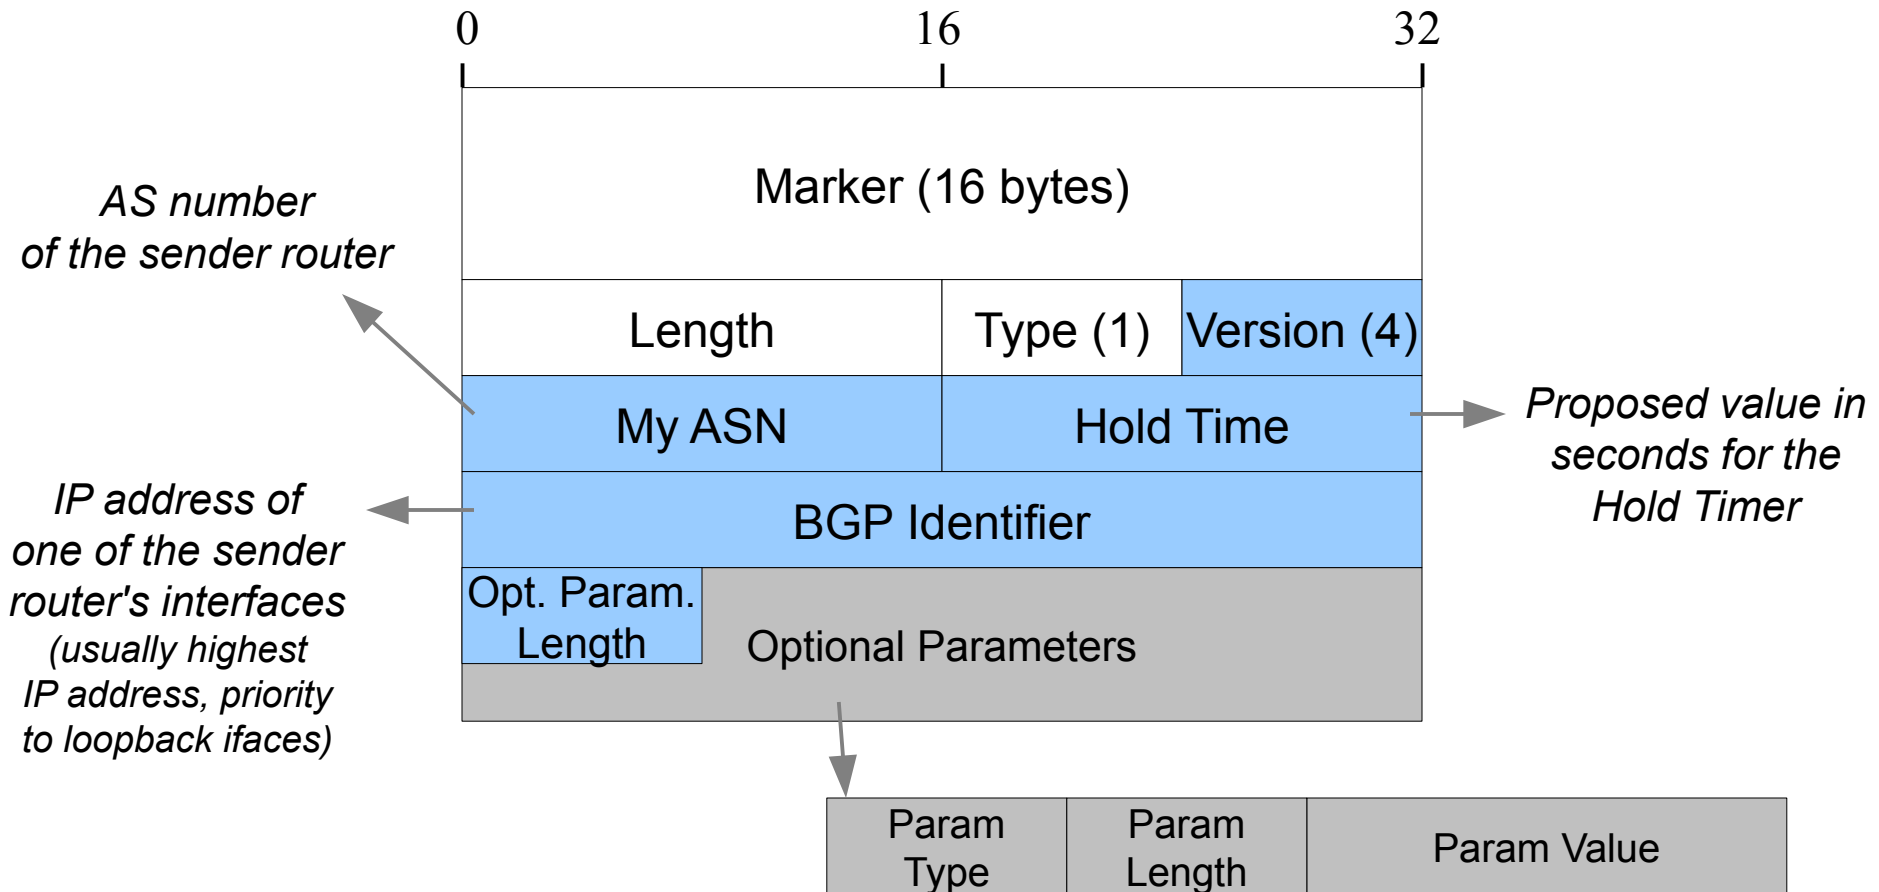 0 16 32
Marker (16 bytes)
AS number
of the sender router
Length Type (1) Version (4)
My ASN Hold Time
Proposed value in
seconds for the
Hold Timer
BGP Identifier
IP address of
one of the sender
router's interfaces
(usually highest
IP address, priority
to loopback ifaces)
Opt. Param.
Length
Optional Parameters
Param
Type
Param
Length
Param Value